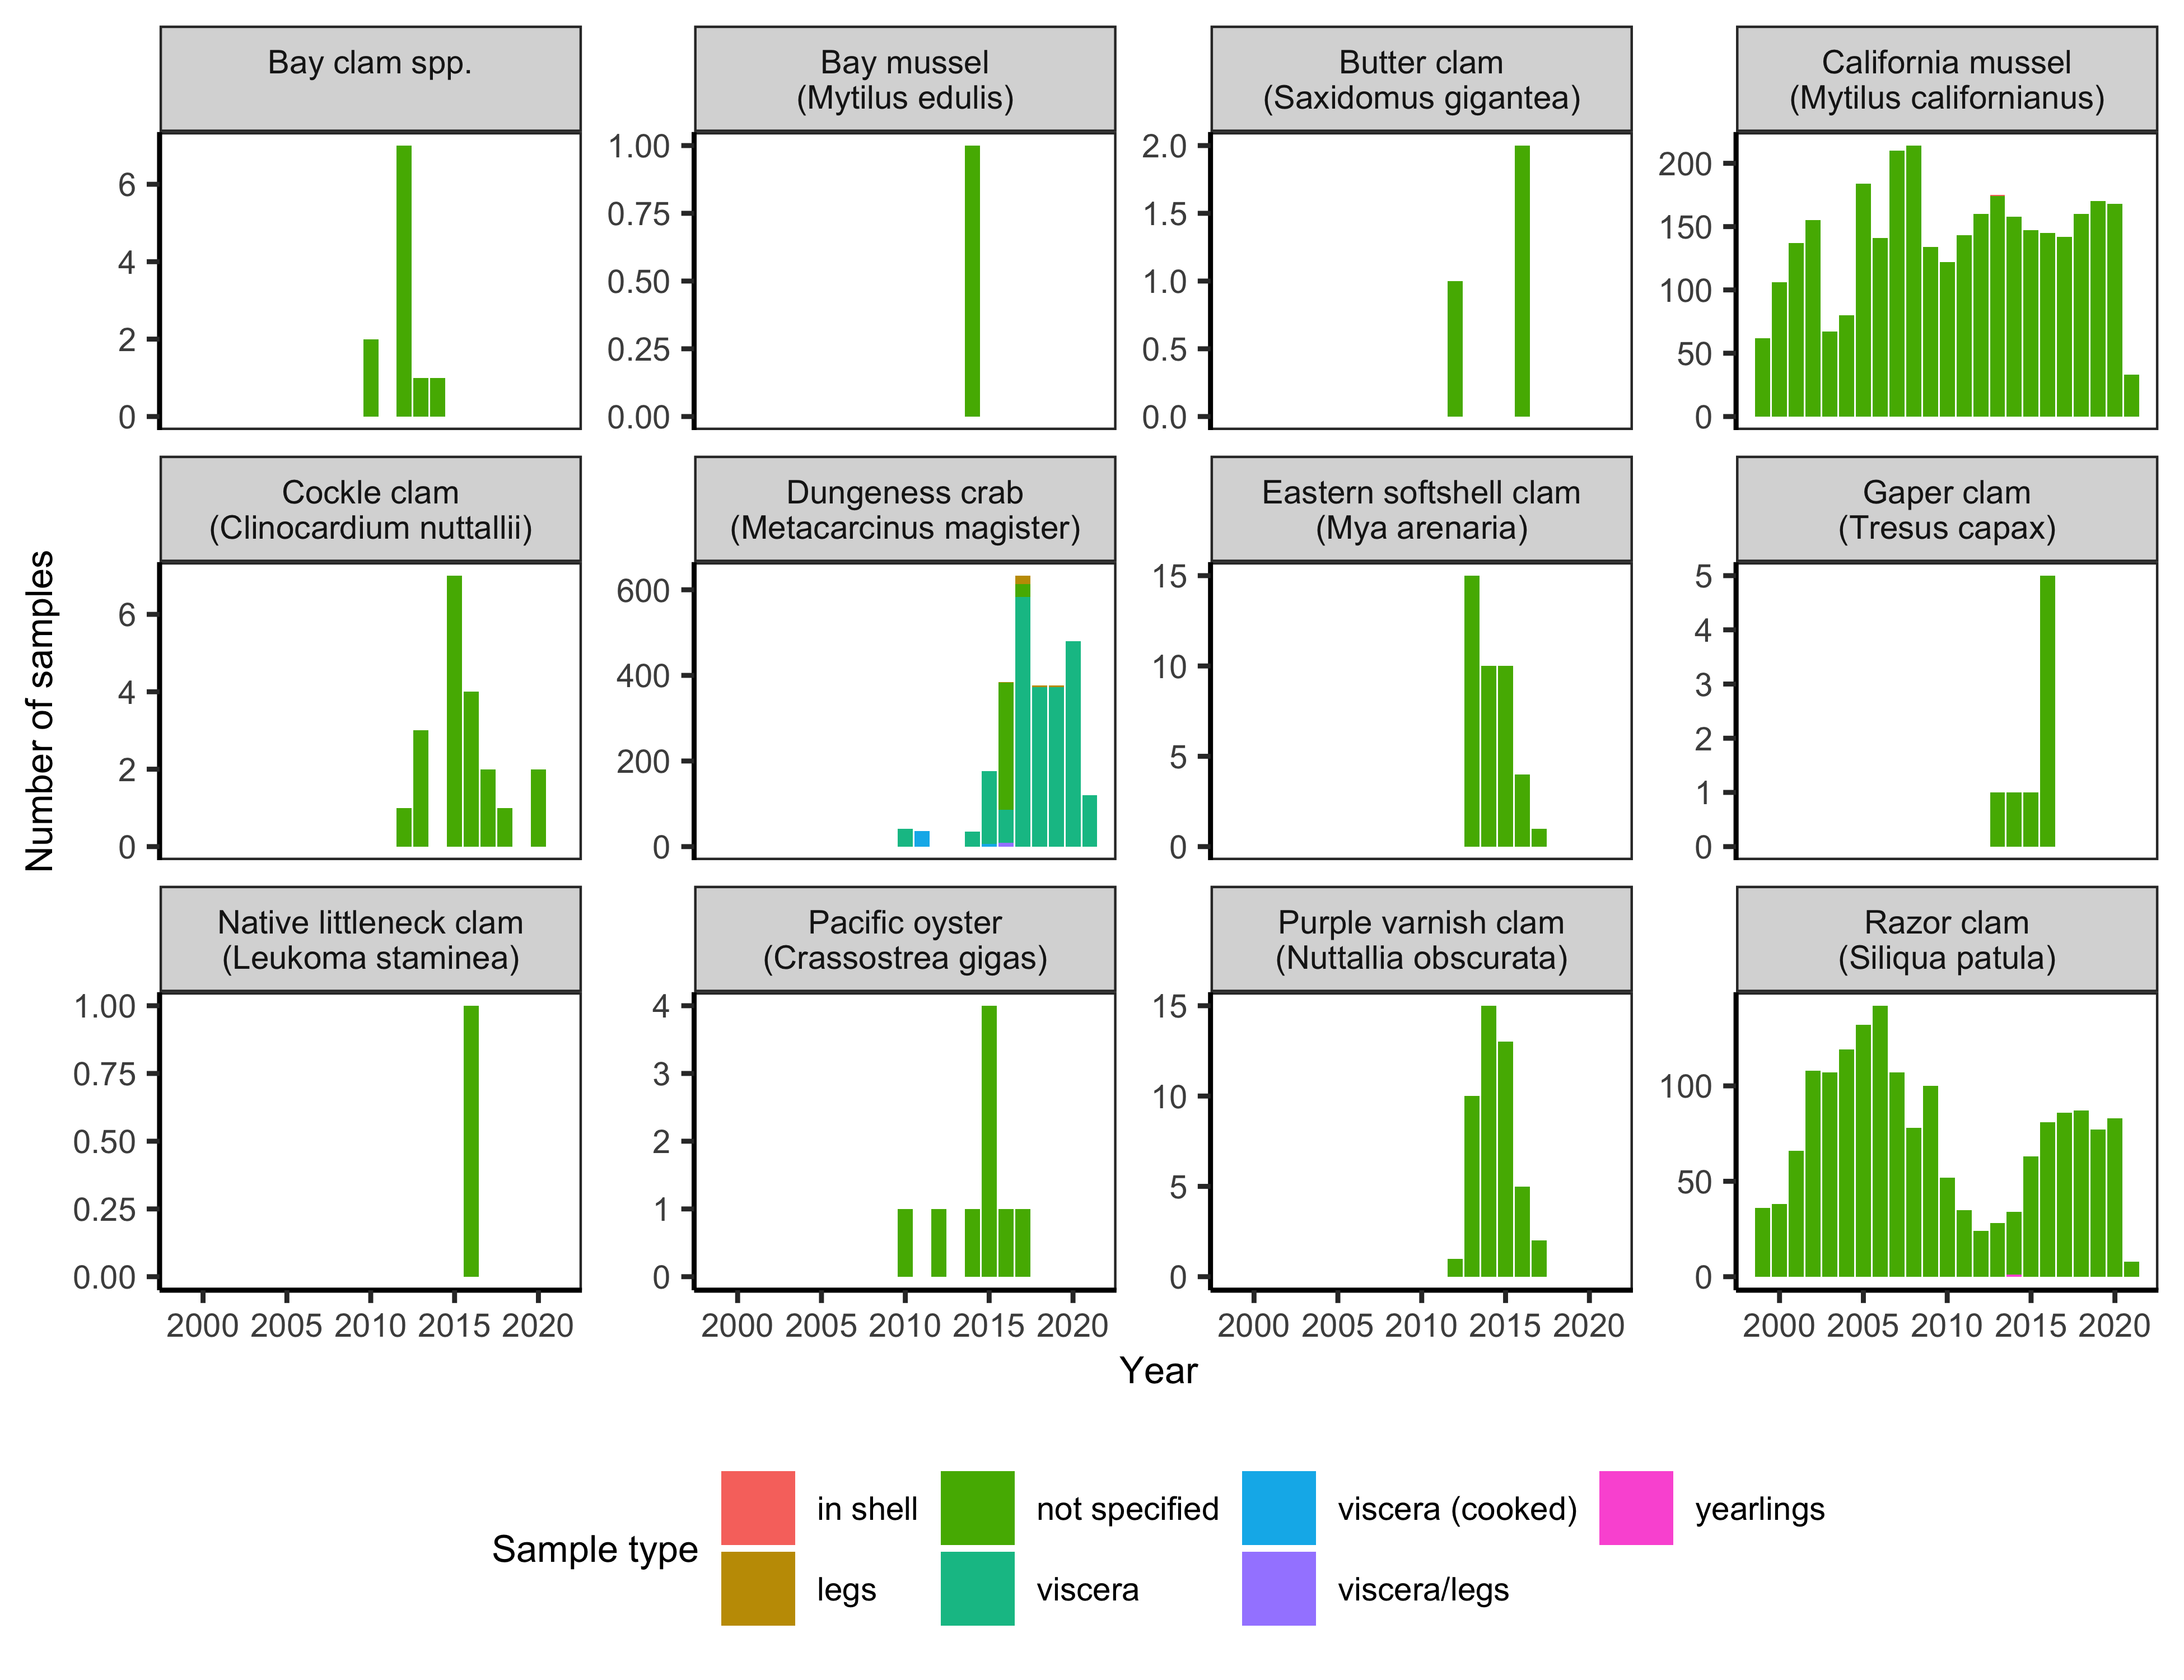 Bay clam spp.
Bay mussel
(Mytilus edulis)
Butter clam
(Saxidomus gigantea)
California mussel
(Mytilus californianus)
6
4
2
0
1.00
0.75
0.50
0.25
0.00
2.0
1.5
1.0
0.5
0.0
200
150
100
50
0
Cockle clam
(Clinocardium nuttallii)
Dungeness crab
(Metacarcinus magister)
Eastern softshell clam
(Mya arenaria)
Gaper clam
(Tresus capax)
6
4
2
0
600
400
200
0
15
10
5
0
5
4
3
2
1
0
Number of samples
Native littleneck clam
(Leukoma staminea)
Pacific oyster
(Crassostrea gigas)
Purple varnish clam
(Nuttallia obscurata)
Razor clam
(Siliqua patula)
1.00
0.75
0.50
0.25
0.00
4
3
2
1
0
15
10
5
0
100
50
0
2000 2005 2010 2015 2020
2000 2005 2010 2015 2020
2000 2005 2010 2015 2020
2000 2005 2010 2015 2020
Year
Sample type
in shell
not specified
viscera (cooked)
yearlings
legs
viscera
viscera/legs